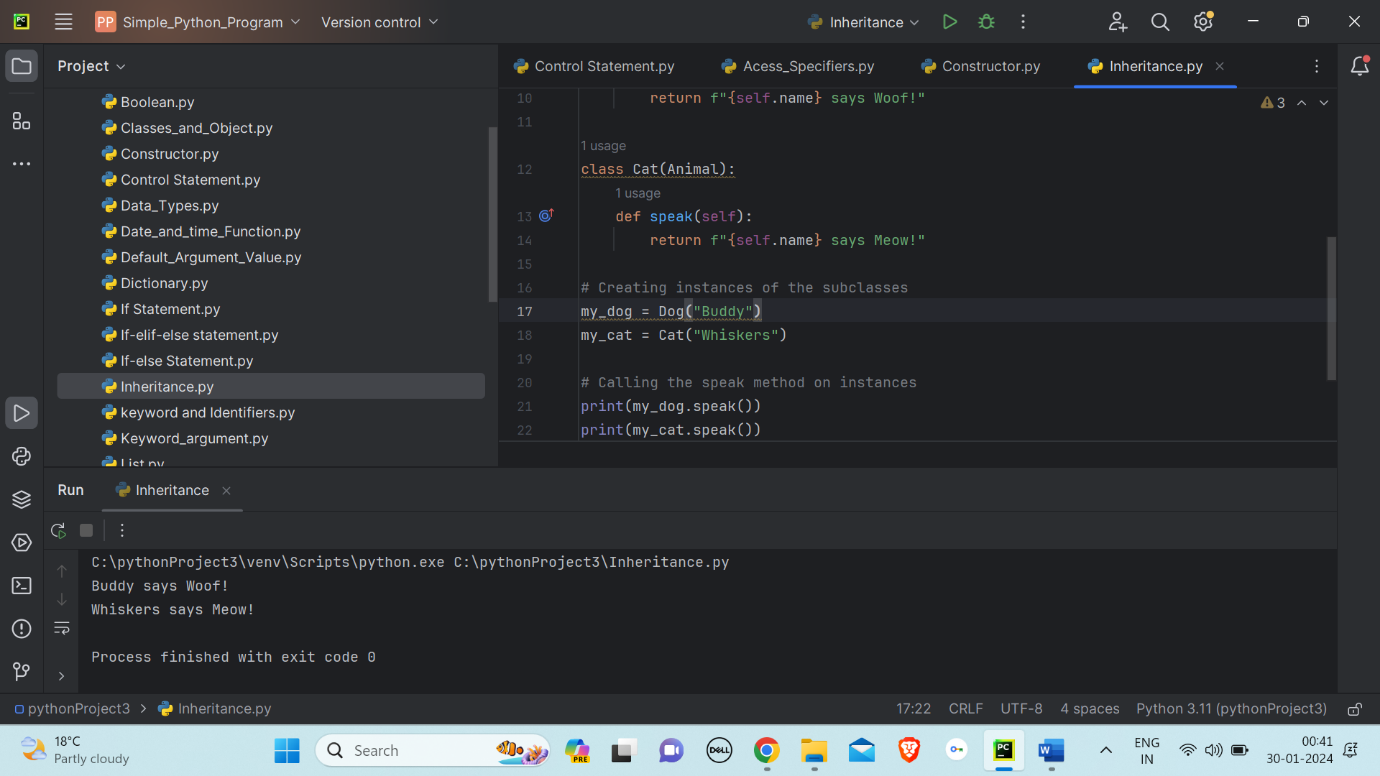 PC PP Simple_Python_Program Version control Inheritance
Project
Control Statement.py Acess_Specifiers.py Constructor.py Inheritance.py
Boolean.py
Classes_and_Object.py
Constructor.py
Control Statement.py
Data_Types.py
Date_and_time_Function.py
Default_Argument_Value.py
Dictionary.py
If Statement.py
If-elif-else statement.py
If-else Statement.py
Inheritance.py
keyword and Identifiers.py
Keyword_argument.py
List.py
3
10 return f"{self.name} says Woof!"
11
1 usage
12 class Cat(Animal):
1 usage
13 def speak(self):
14 return f"{self.name} says Meow!"
15
16 # Creating instances of the subclasses
17 my_dog = Dog("Buddy")
18 my_cat = Cat("Whiskers")
19
20 # Calling the speak method on instances
21 print(my_dog.speak())
22 print(my_cat.speak())
Run Inheritance
C:\pythonProject3\venv\Scripts\python.exe C:\pythonProject3\Inheritance.py
Buddy says Woof!
Whiskers says Meow!
Process finished with exit code 0
pythonProject3 Inheritance.py 17:22 CRLF UTF-8 4 spaces Python 3.11 (pythonProject3)
18°C
Partly cloudy
Search
PRE
DELL
PC
W
ENG
IN
00:41
30-01-2024